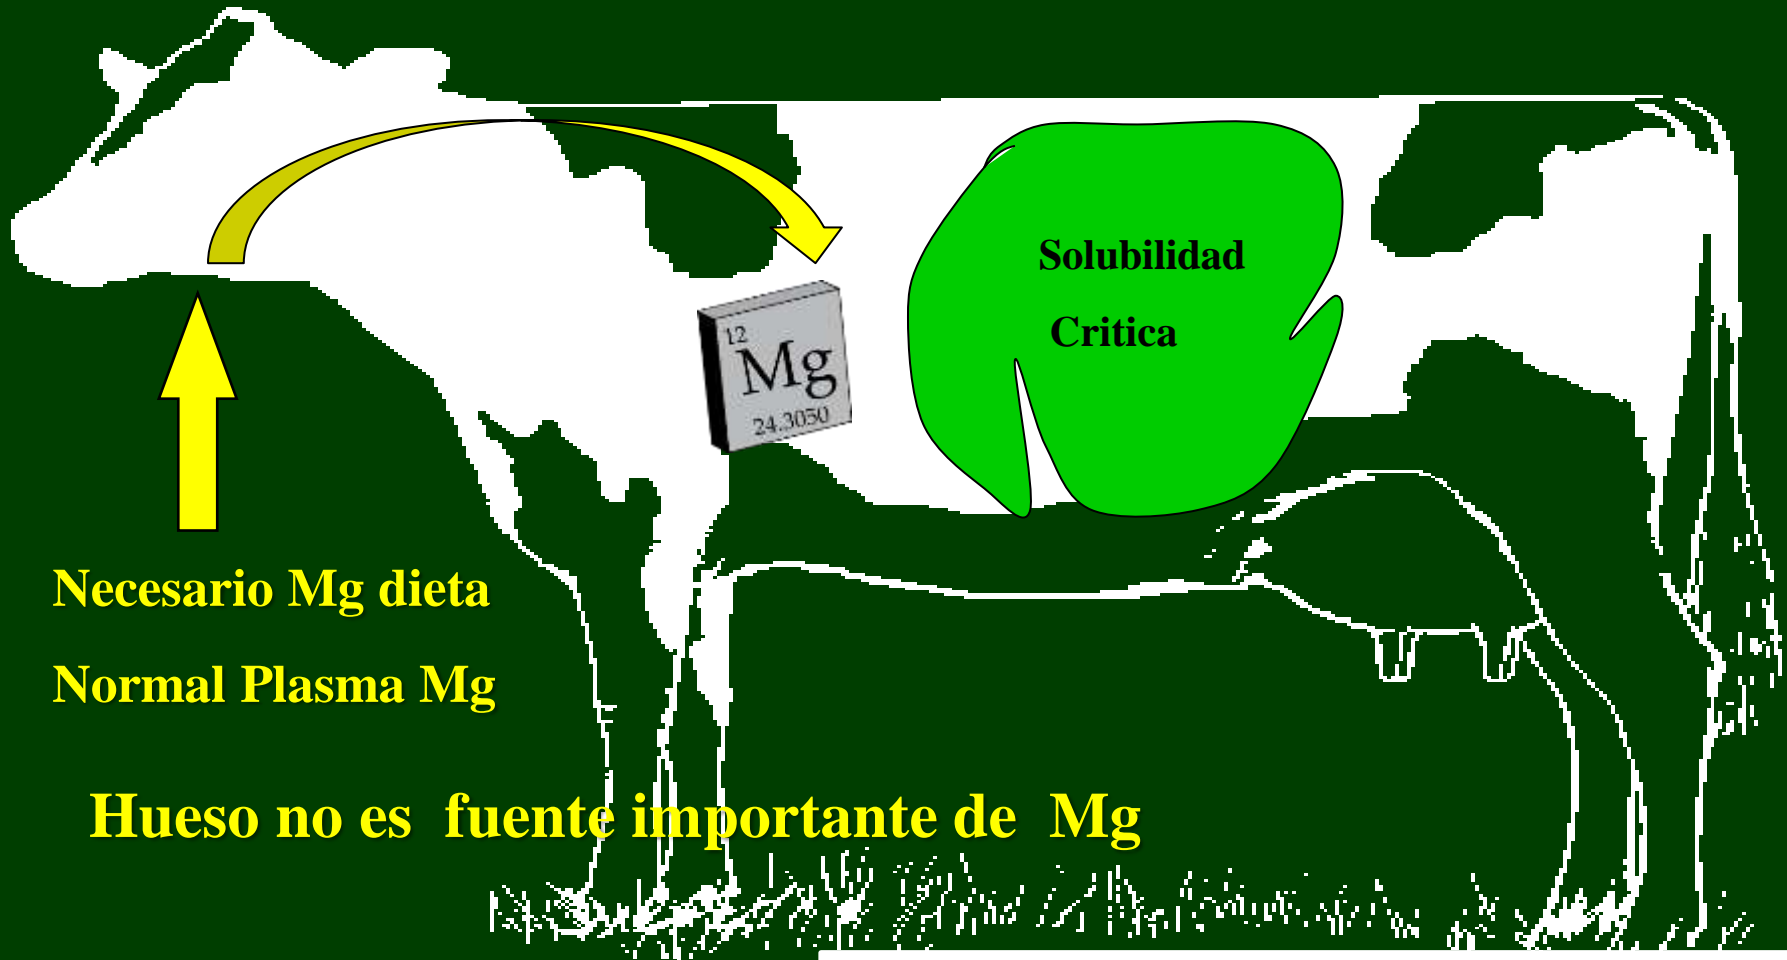 Solubilidad
Critica
12
Mg
24.3050
Necesario Mg dieta
Normal Plasma Mg
Hueso no es fuente importante de Mg